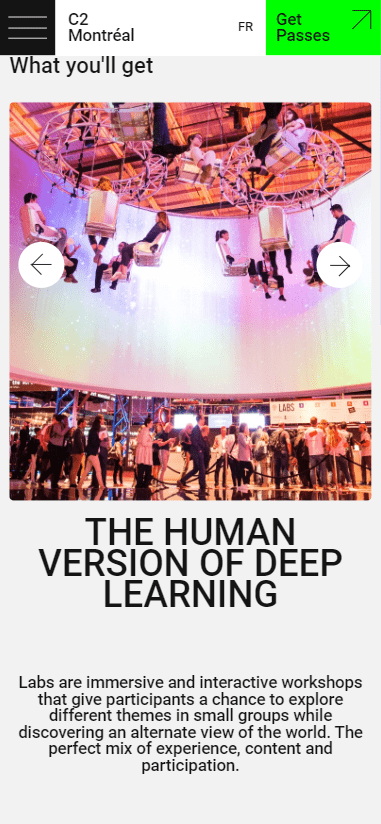 C2
Montréal
FR
Get
Passes
What you'll get
LABS
THE HUMAN
VERSION OF DEEP
LEARNING
Labs are immersive and interactive workshops
that give participants a chance to explore
different themes in small groups while
discovering an alternate view of the world. The
perfect mix of experience, content and
participation.